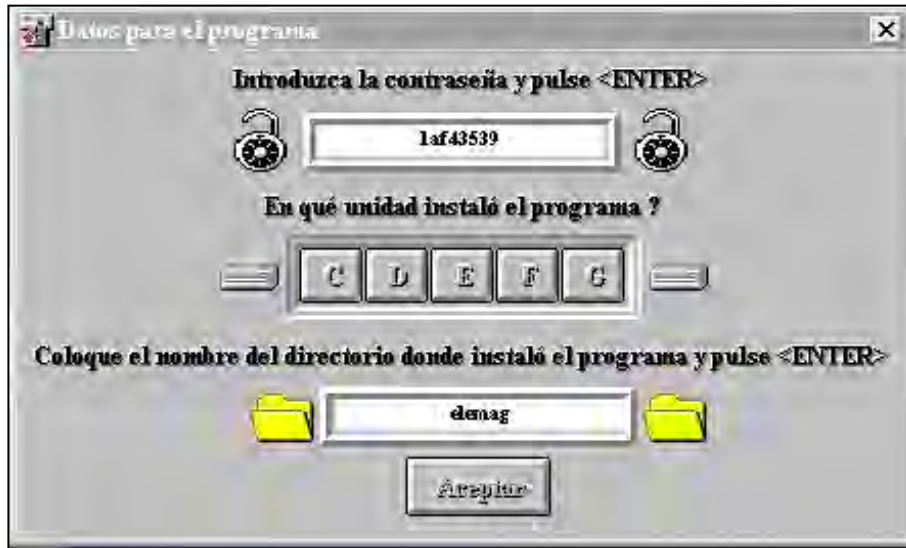 Datos para el programa
Introduzca la contraseña y pulse <ENTER>
1af43539
En qué unidad instaló el programa ?
C D E F G
Coloque el nombre del directorio donde instaló el programa y pulse <ENTER>
elemag
Aceptar